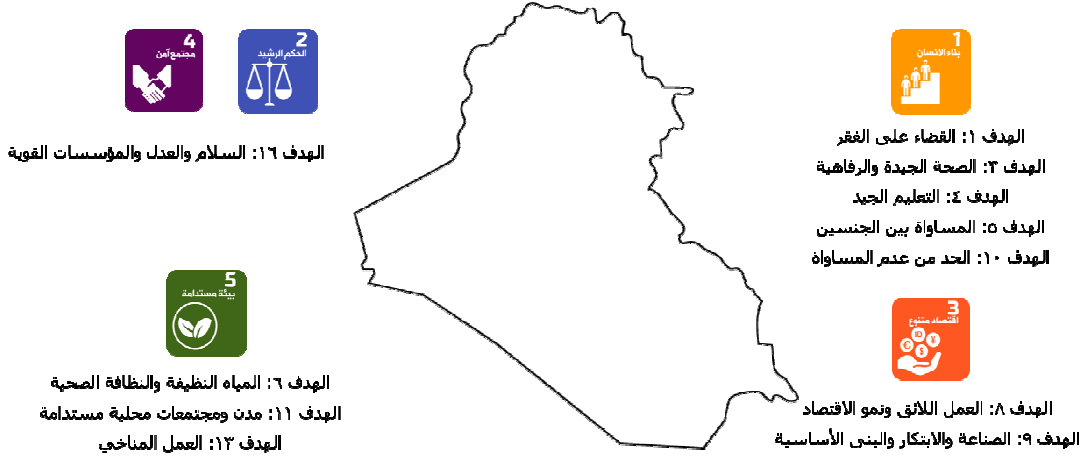 1
بناء الانسان
الهدف ١: القضاء على الفقر
الهدف ٣: الصحة الجيدة والرفاهية
الهدف ٤: التعليم الجيد
الهدف ٥: المساواة بين الجنسين
الهدف ١٠: الحد من عدم المساواة
2
الحكم الرشيد
4
مجتمع آمن
الهدف ١٦: السلام والعدل والمؤسسات القوية
3
اقتصاد متنوع
ID
¥
€
$
الهدف ٨: العمل اللائق ونمو الاقتصاد
الهدف ٩: الصناعة والابتكار والبنى الأساسية
5
بيئة مستدامة
الهدف ٦: المياه النظيفة والنظافة الصحية
الهدف ١١: مدن ومجتمعات محلية مستدامة
الهدف ١٣: العمل المناخي